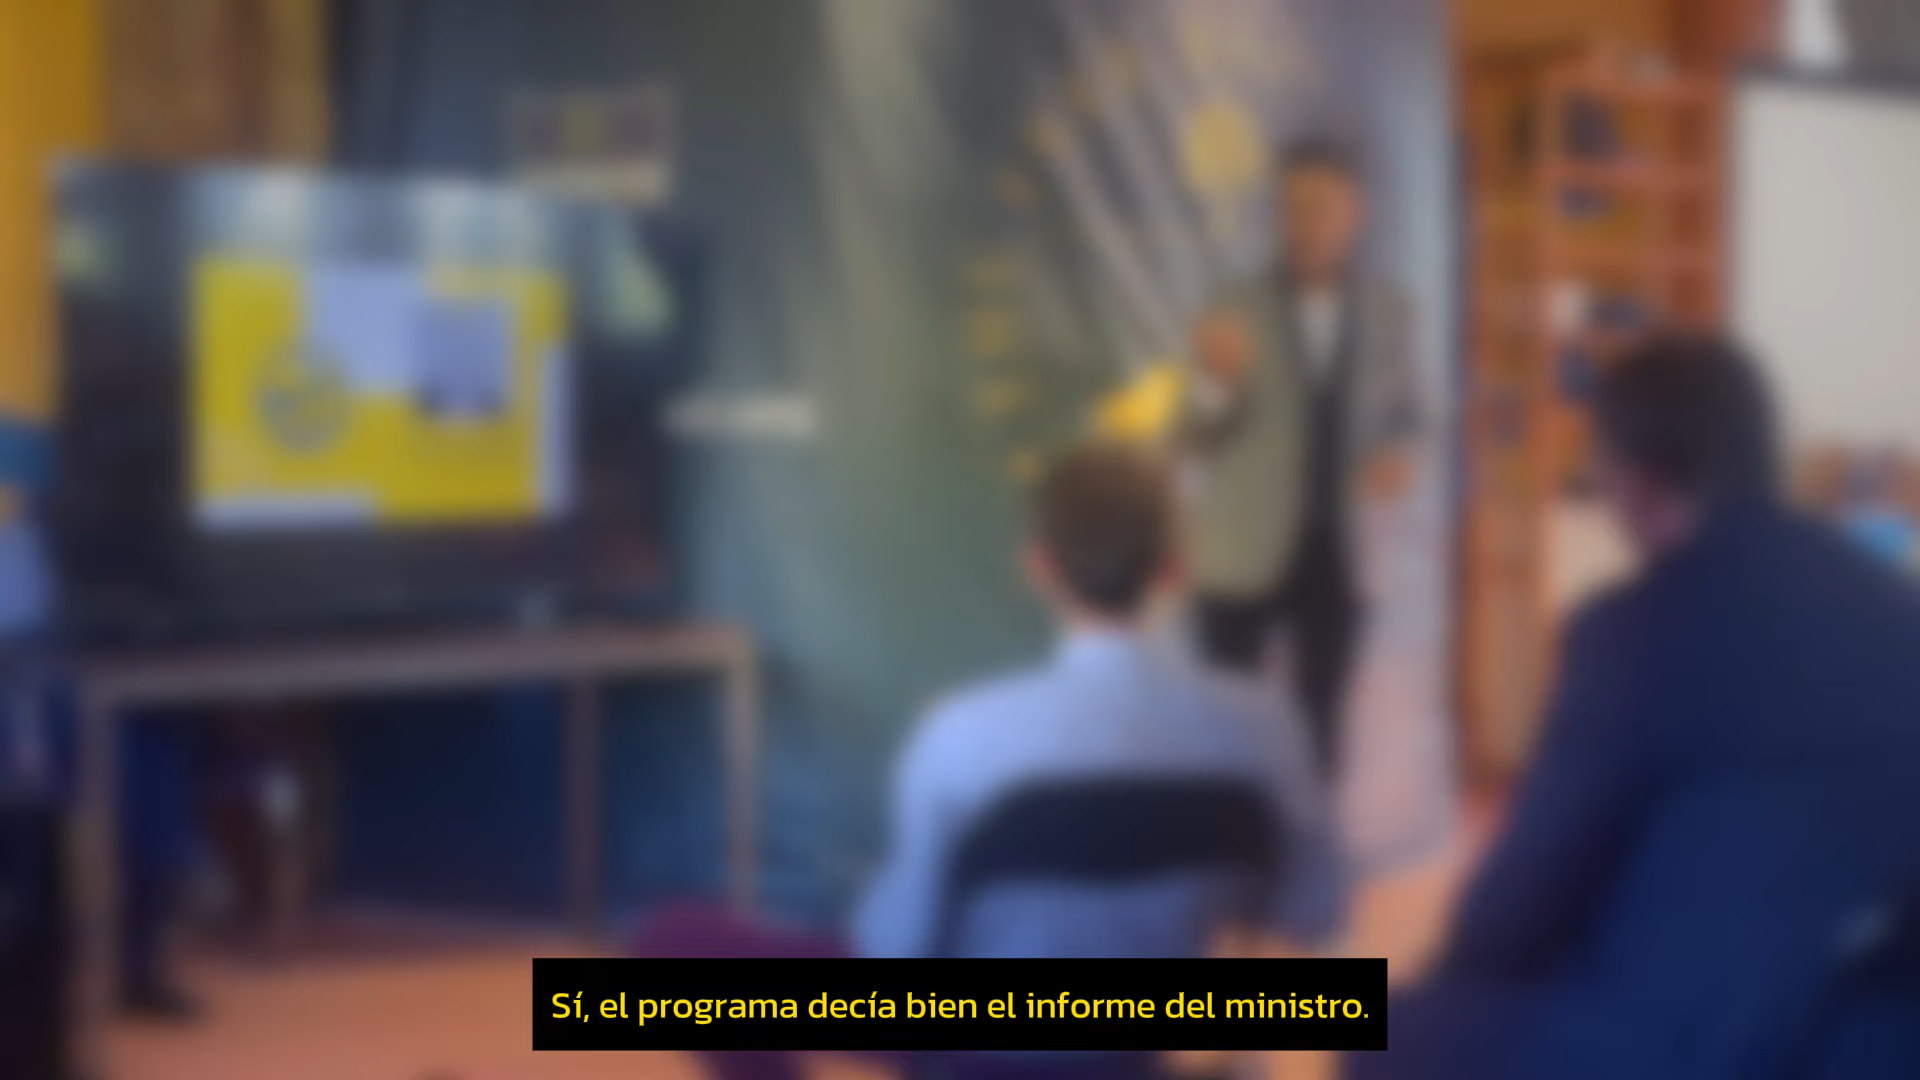 Sí, el programa decía bien el informe del ministro.